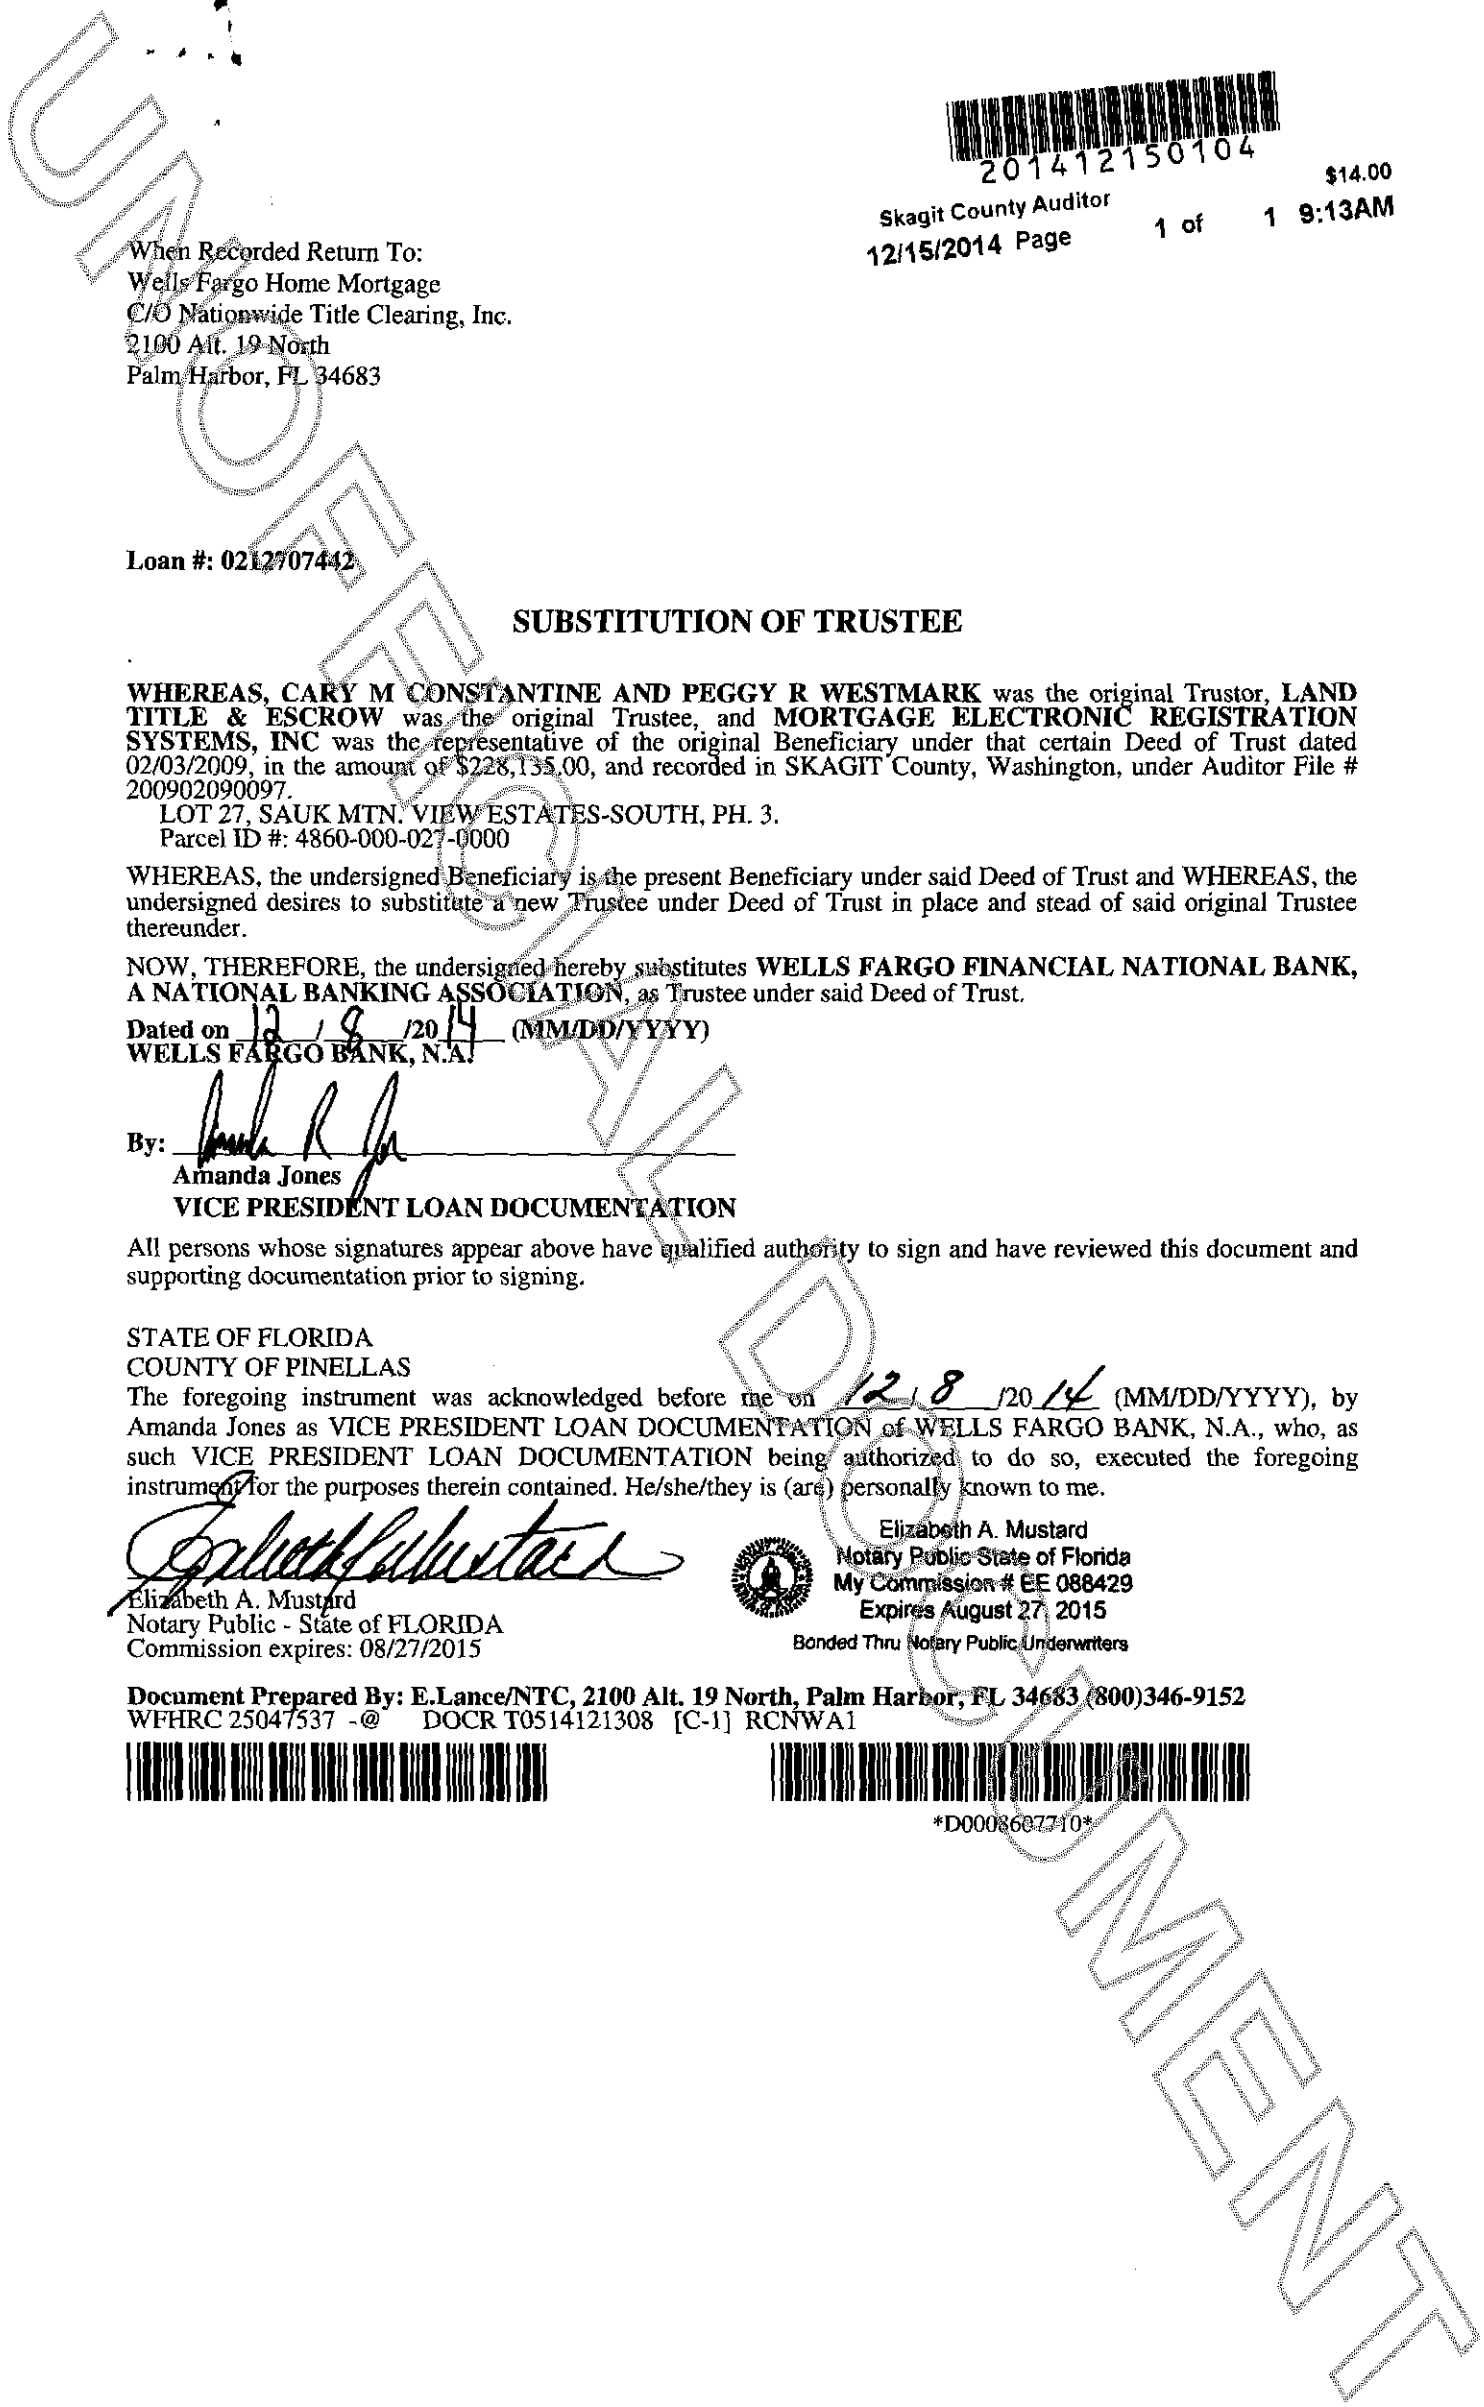 201412150104
Skagit County Auditor $14.00
12/15/2014 Page 1 of 1 9:13AM
When Recorded Return To:
Wells Fargo Home Mortgage
C/O Nationwide Title Clearing, Inc.
2100 Alt. 19 North
Palm Harbor, FL 34683
Loan #: 0212707442
SUBSTITUTION OF TRUSTEE
WHEREAS, CARY M CONSTANTINE AND PEGGY R WESTMARK was the original Trustor, LAND
TITLE & ESCROW was the original Trustee, and MORTGAGE ELECTRONIC REGISTRATION
SYSTEMS, INC was the representative of the original Beneficiary under that certain Deed of Trust dated
02/03/2009, in the amount of $228,135.00, and recorded in SKAGIT County, Washington, under Auditor File #
200902090097.
LOT 27, SAUK MTN. VIEW ESTATES-SOUTH, PH. 3.
Parcel ID #: 4860-000-027-0000
WHEREAS, the undersigned Beneficiary is the present Beneficiary under said Deed of Trust and WHEREAS, the
undersigned desires to substitute a new Trustee under Deed of Trust in place and stead of said original Trustee
thereunder.
NOW, THEREFORE, the undersigned hereby substitutes WELLS FARGO FINANCIAL NATIONAL BANK,
A NATIONAL BANKING ASSOCIATION, as Trustee under said Deed of Trust.
Dated on 12 / 8 /20 14 (MM/DD/YYYY)
WELLS FARGO BANK, N.A.
By:
Amanda Jones
VICE PRESIDENT LOAN DOCUMENTATION
All persons whose signatures appear above have qualified authority to sign and have reviewed this document and
supporting documentation prior to signing.
STATE OF FLORIDA
COUNTY OF PINELLAS
The foregoing instrument was acknowledged before me on 12 / 8 /20 14 (MM/DD/YYYY), by
Amanda Jones as VICE PRESIDENT LOAN DOCUMENTATION of WELLS FARGO BANK, N.A., who, as
such VICE PRESIDENT LOAN DOCUMENTATION being authorized to do so, executed the foregoing
instrument for the purposes therein contained. He/she/they is (are) personally known to me.
Elizabeth A. Mustard
Elizabeth A. Mustard
Notary Public - State of FLORIDA
Commission expires: 08/27/2015
Elizabeth A. Mustard
Notary Public State of Florida
My Commission # EE 088429
Expires August 27, 2015
Bonded Thru Notary Public Underwriters
Document Prepared By: E.Lance/NTC, 2100 Alt. 19 North, Palm Harbor, FL 34683 (800)346-9152
WFHRC 25047537 -@ DOCR T0514121308 [C-1] RCNWA1
*D0008607710*
UNOFFICIAL DOCUMENT